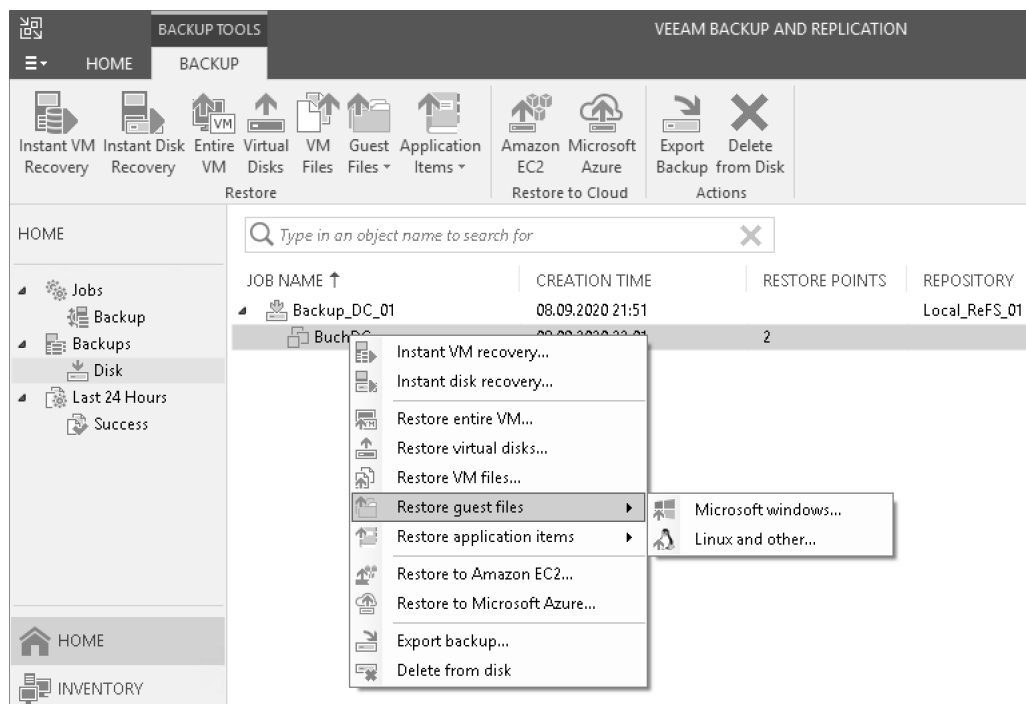 BACKUP TOOLS
VEEAM BACKUP AND REPLICATION
HOME
BACKUP
Instant VM Recovery
Instant Disk Recovery
Entire VM
Virtual Disks
VM Files
Guest Files
Application Items
Amazon EC2
Microsoft Azure
Export Backup
Delete from Disk
Restore
Restore to Cloud
Actions
HOME
Type in an object name to search for
Jobs
Backup
Backups
Disk
Last 24 Hours
Success
JOB NAME
CREATION TIME
RESTORE POINTS
REPOSITORY
Backup_DC_01
08.09.2020 21:51
Local_ReFS_01
2
Instant VM recovery...
Instant disk recovery...
Restore entire VM...
Restore virtual disks...
Restore VM files...
Restore guest files
Microsoft windows...
Linux and other...
Restore application items
Restore to Amazon EC2...
Restore to Microsoft Azure...
Export backup...
Delete from disk
HOME
INVENTORY